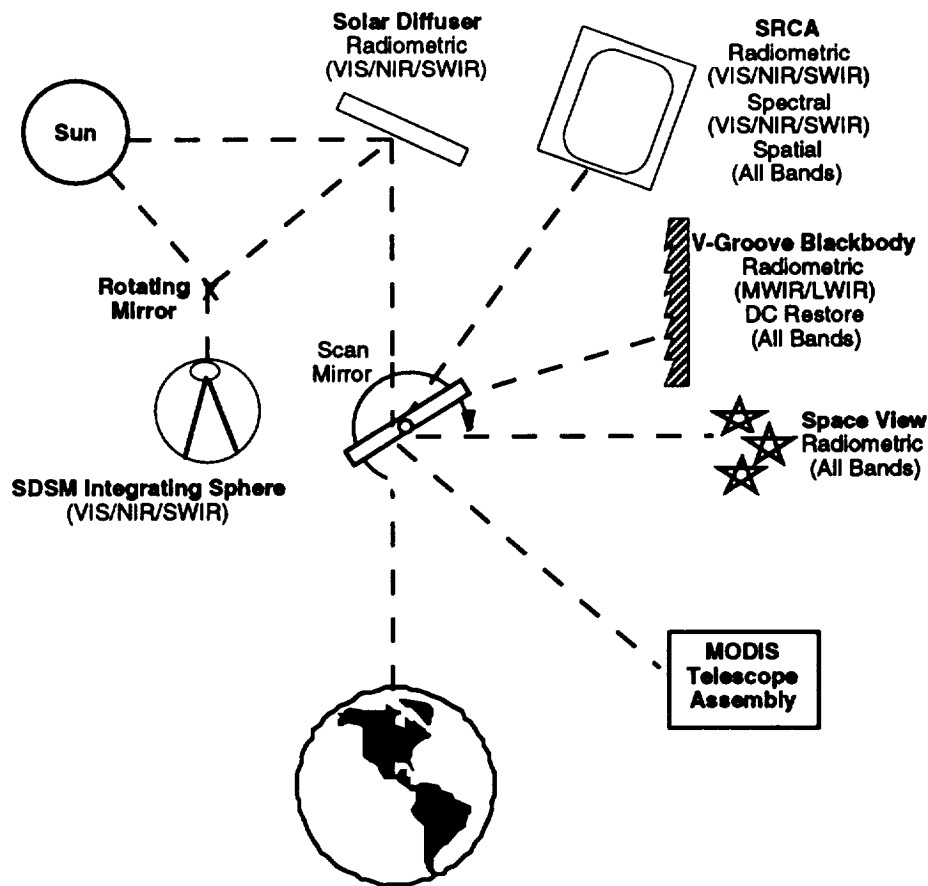 Solar Diffuser
Radiometric
(VIS/NIR/SWIR)
SRCA
Radiometric
(VIS/NIR/SWIR)
Spectral
(VIS/NIR/SWIR)
Spatial
(All Bands)
Sun
V-Groove Blackbody
Radiometric
(MWIR/LWIR)
DC Restore
(All Bands)
Rotating
Mirror
Scan
Mirror
Space View
Radiometric
(All Bands)
SDSM Integrating Sphere
(VIS/NIR/SWIR)
MODIS
Telescope
Assembly